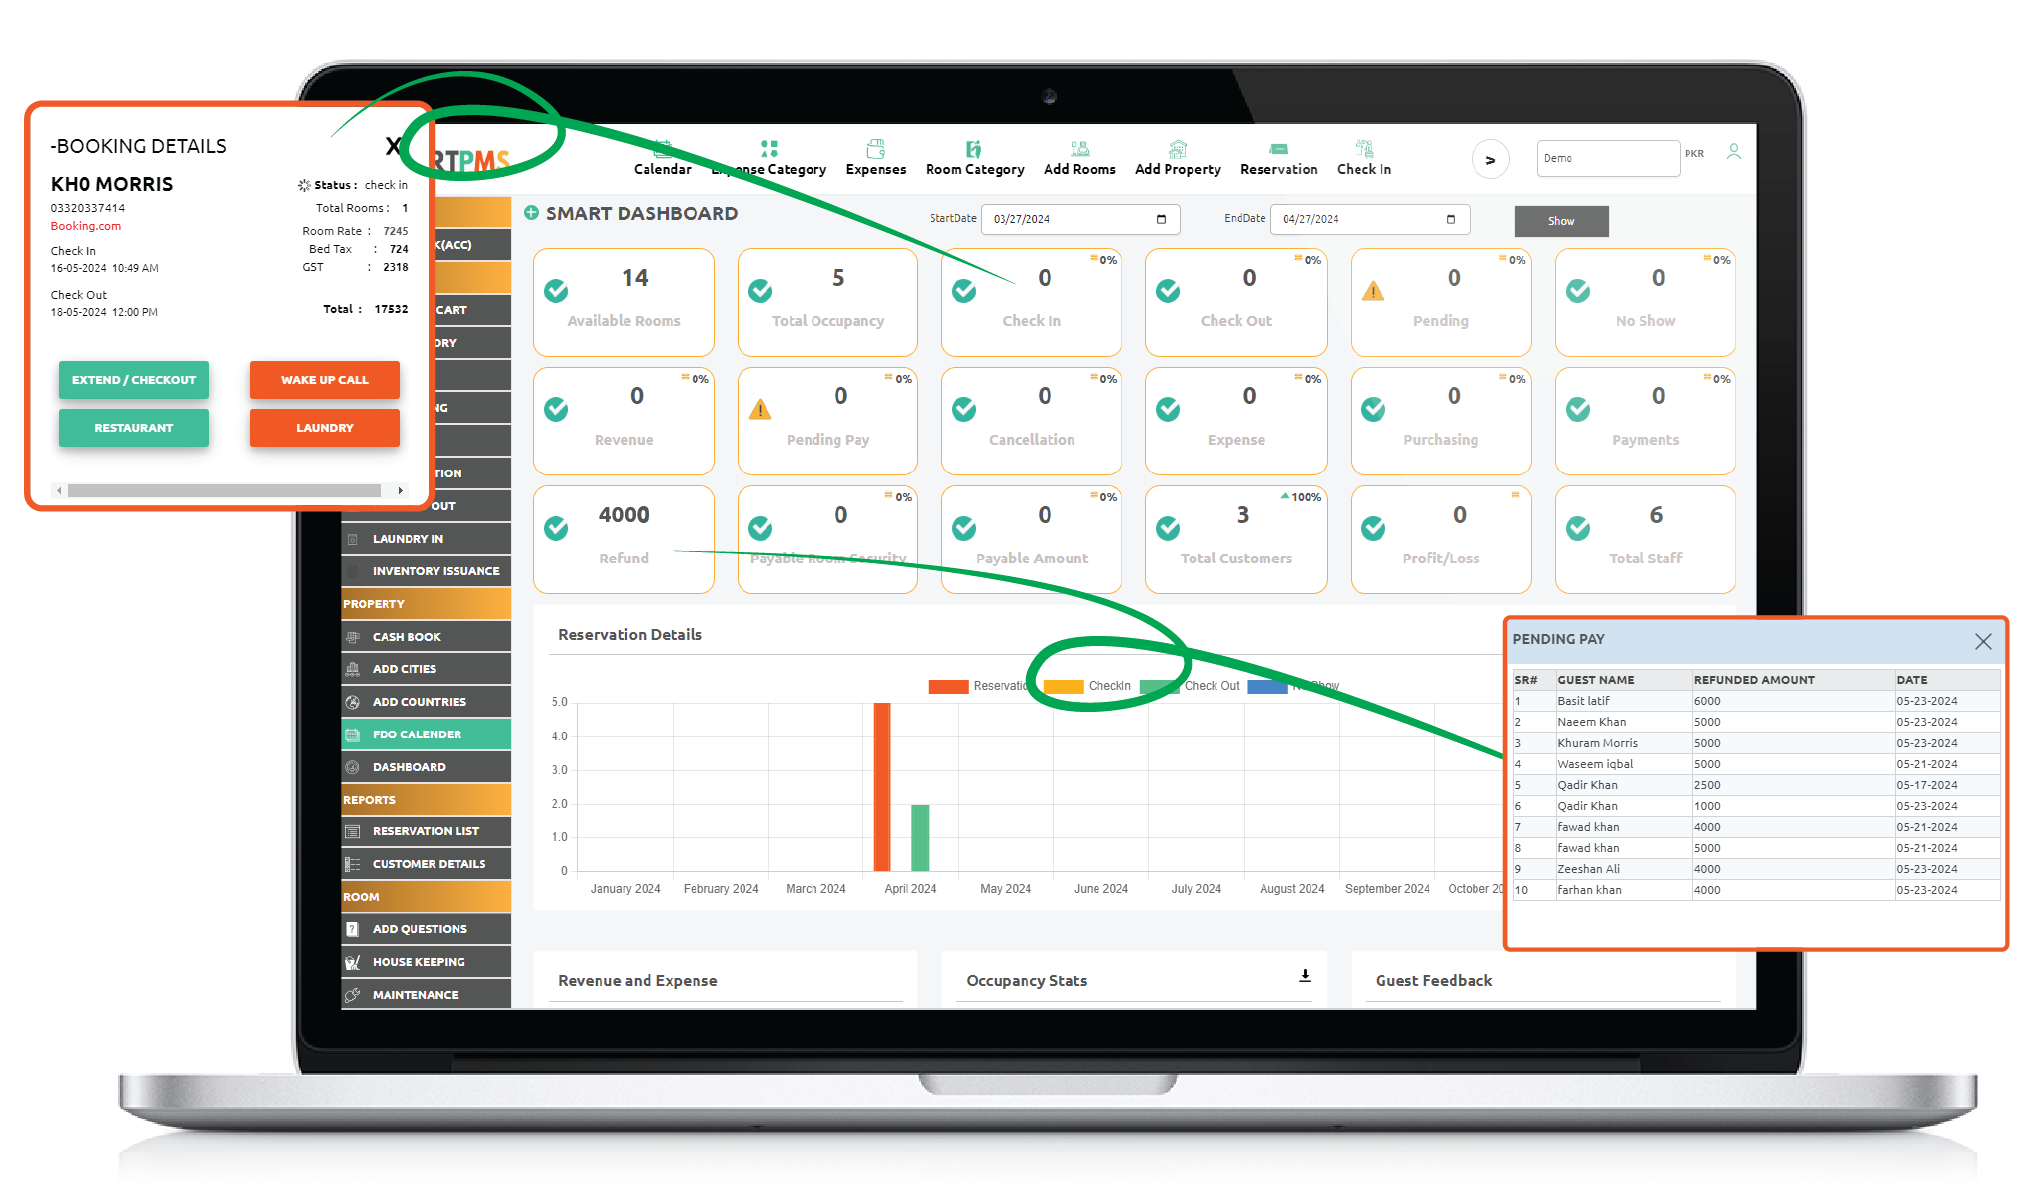 -BOOKING DETAILS
X
KH0 MORRIS
03320337414
Booking.com
Check In
16-05-2024 10:49 AM
Check Out
18-05-2024 12:00 PM
Status : check in
Total Rooms : 1
Room Rate : 7245
Bed Tax : 724
GST : 2318
Total : 17532
EXTEND / CHECKOUT
WAKE UP CALL
RESTAURANT
LAUNDRY
RTPMS
Calendar
Expense Category
Expenses
Room Category
Add Rooms
Add Property
Reservation
Check In
>
Demo
PKR
SMART DASHBOARD
StartDate
03/27/2024
EndDate
04/27/2024
Show
K(ACC)
CART
ORY
NG
TION
OUT
LAUNDRY IN
INVENTORY ISSUANCE
PROPERTY
CASH BOOK
ADD CITIES
ADD COUNTRIES
FDO CALENDER
DASHBOARD
REPORTS
RESERVATION LIST
CUSTOMER DETAILS
ROOM
ADD QUESTIONS
HOUSE KEEPING
MAINTENANCE
14
Available Rooms
5
Total Occupancy
0%
0
Check In
0%
0
Check Out
0%
0
Pending
0%
0
No Show
0%
0
Revenue
0%
0
Pending Pay
0%
0
Cancellation
0%
0
Expense
0%
0
Purchasing
0%
0
Payments
4000
Refund
0%
0
Payable Room Security
0%
0
Payable Amount
100%
3
Total Customers
0
Profit/Loss
6
Total Staff
Reservation Details
Reservation
CheckIn
Check Out
No Show
5.0
4.0
3.0
2.0
1.0
0
January 2024
February 2024
March 2024
April 2024
May 2024
June 2024
July 2024
August 2024
September 2024
October 20
Revenue and Expense
Occupancy Stats
Guest Feedback
PENDING PAY
SR# GUEST NAME REFUNDED AMOUNT DATE
1 Basit latif 6000 05-23-2024
2 Naeem Khan 5000 05-23-2024
3 Khuram Morris 5000 05-23-2024
4 Waseem iqbal 5000 05-21-2024
5 Qadir Khan 2500 05-17-2024
6 Qadir Khan 1000 05-23-2024
7 fawad khan 4000 05-21-2024
8 fawad khan 5000 05-21-2024
9 Zeeshan Ali 4000 05-23-2024
10 farhan khan 4000 05-23-2024